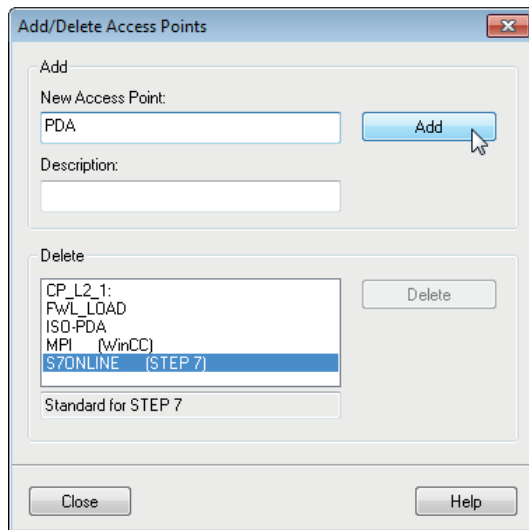 Add/Delete Access Points
Add
New Access Point:
PDA
Add
Description:
Delete
CP_L2_1:
FWL_LOAD
ISO-PDA
MPI (WinCC)
S7ONLINE (STEP 7)
Delete
Standard for STEP 7
Close
Help